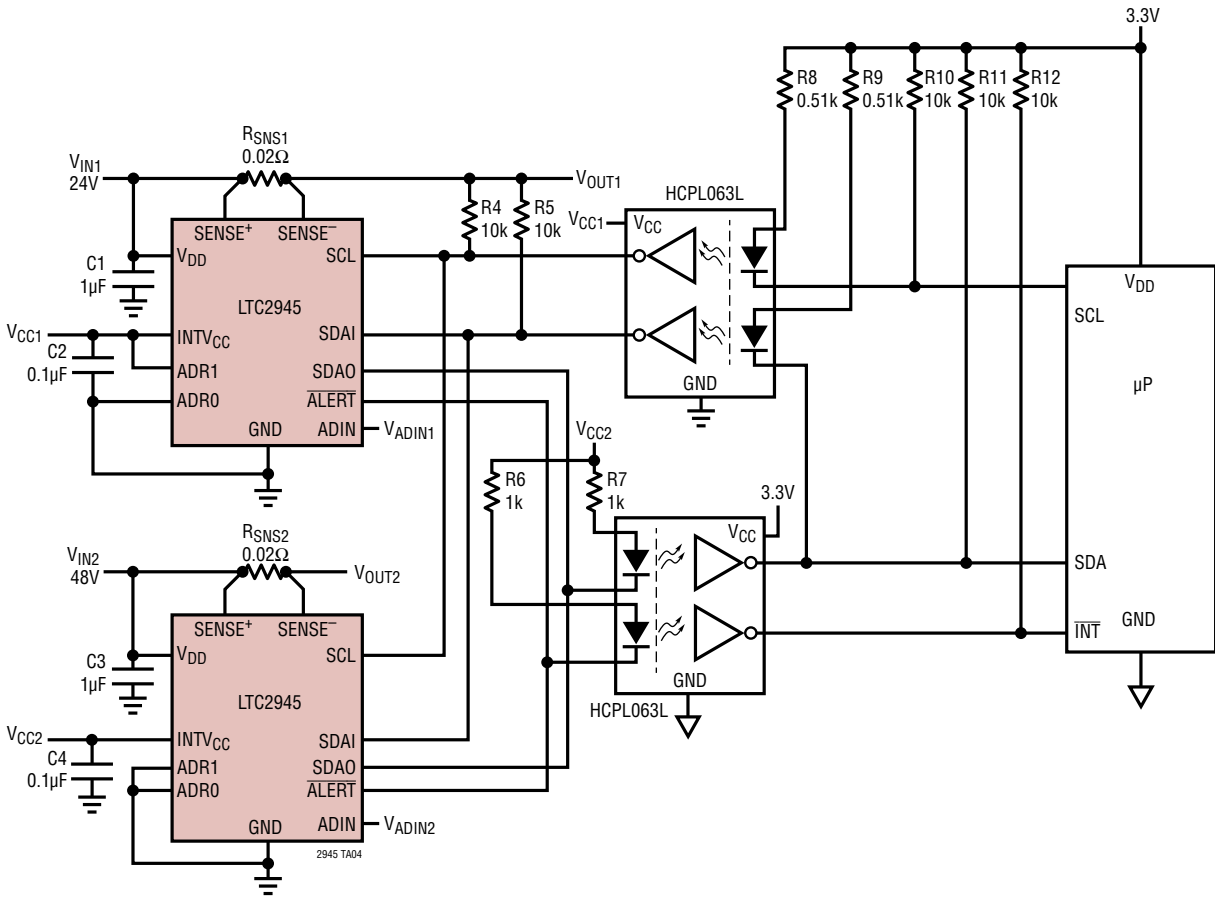 3.3V
R8
0.51k
R9
0.51k
R10
10k
R11
10k
R12
10k
RSNS1
0.02Ω
VIN1
24V
VOUT1
R4
10k
R5
10k
HCPL063L
VCC1
VCC
GND
C1
1µF
SENSE+
SENSE–
VDD
SCL
LTC2945
VCC1
C2
0.1µF
INTVCC
SDAI
ADR1
SDAO
ADR0
ALERT
GND
ADIN
VADIN1
VDD
SCL
µP
SDA
GND
INT
VCC2
R6
1k
R7
1k
3.3V
VCC
GND
HCPL063L
RSNS2
0.02Ω
VIN2
48V
VOUT2
SENSE+
SENSE–
C3
1µF
VDD
SCL
LTC2945
VCC2
C4
0.1µF
INTVCC
SDAI
ADR1
SDAO
ADR0
ALERT
GND
ADIN
VADIN2
2945 TA04